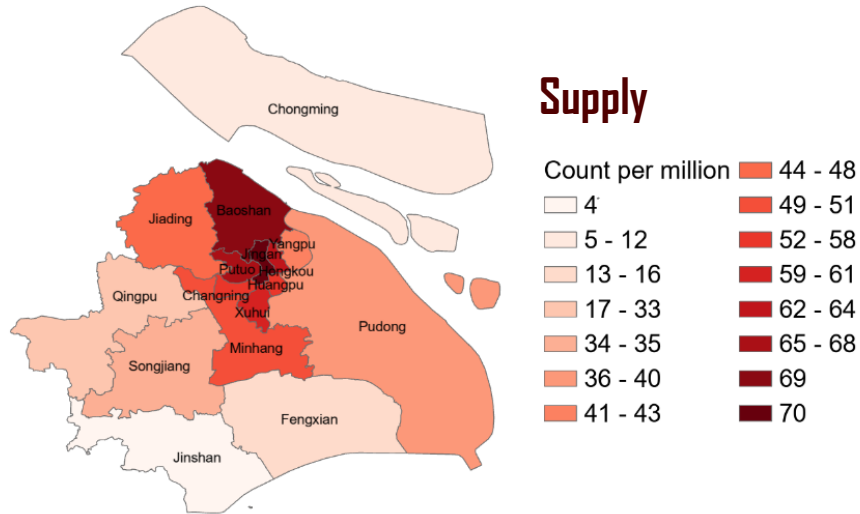 Supply
Count per million
4
5 - 12
13 - 16
17 - 33
34 - 35
36 - 40
41 - 43
44 - 48
49 - 51
52 - 58
59 - 61
62 - 64
65 - 68
69
70
Chongming
Jiading
Baoshan
Yangpu
Jingan
Putuo
Hongkou
Huangpu
Qingpu
Changning
Xuhui
Pudong
Minhang
Songjiang
Fengxian
Jinshan